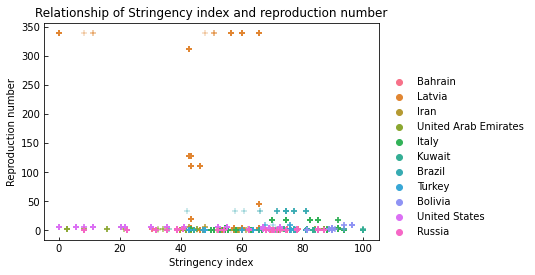 Relationship of Stringency index and reproduction number
Reproduction number
350
300
250
200
150
100
50
0
0 20 40 60 80 100
Stringency index
Bahrain
Latvia
Iran
United Arab Emirates
Italy
Kuwait
Brazil
Turkey
Bolivia
United States
Russia